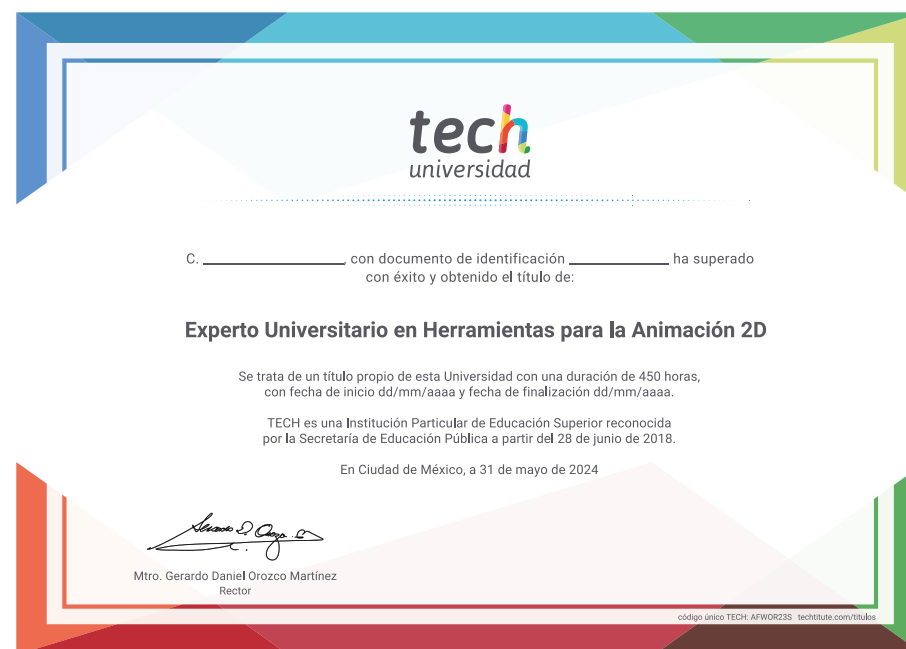 tech
universidad
C. ____________________, con documento de identificación ______________ ha superado
con éxito y obtenido el título de:
Experto Universitario en Herramientas para la Animación 2D
Se trata de un título propio de esta Universidad con una duración de 450 horas,
con fecha de inicio dd/mm/aaaa y fecha de finalización dd/mm/aaaa.
TECH es una Institución Particular de Educación Superior reconocida
por la Secretaría de Educación Pública a partir del 28 de junio de 2018.
En Ciudad de México, a 31 de mayo de 2024
Mtro. Gerardo Daniel Orozco Martínez
Rector
código único TECH: AFWOR23S techtitute.com/titulos